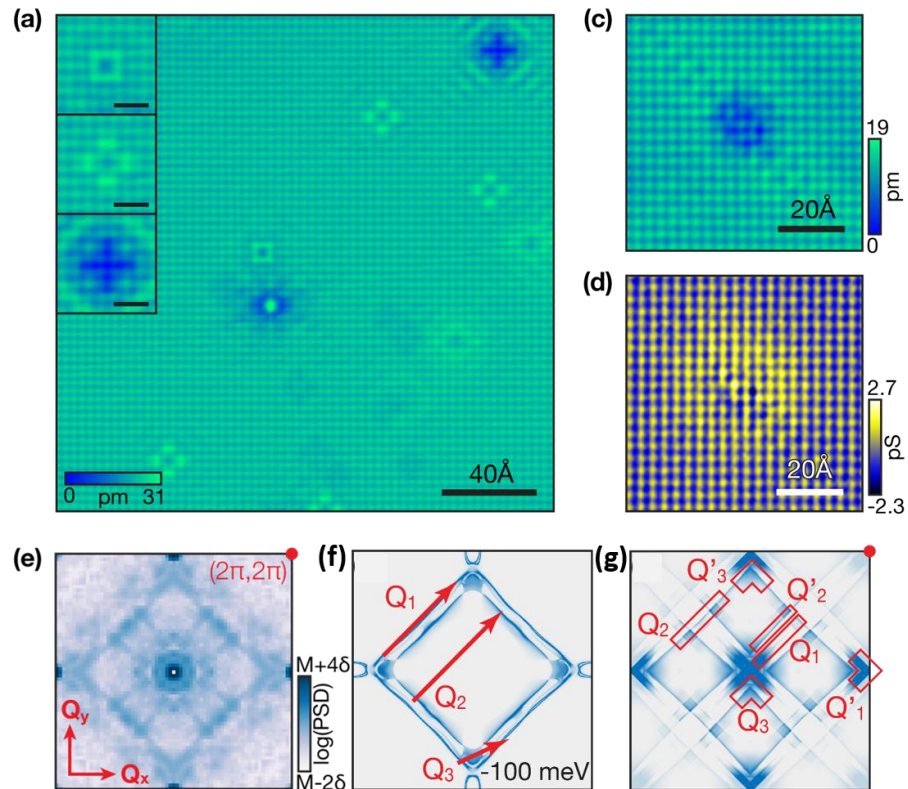 (a)
0 pm 31
40Å
(c)
20Å
19
pm
0
(d)
20Å
2.7
pS
-2.3
(e)
(2π,2π)
Qy
Qx
M+4δ
log(PSD)
M-2δ
(f)
Q1
Q2
Q3
-100 meV
(g)
Q'3
Q2
Q'2
Q1
Q3
Q'1